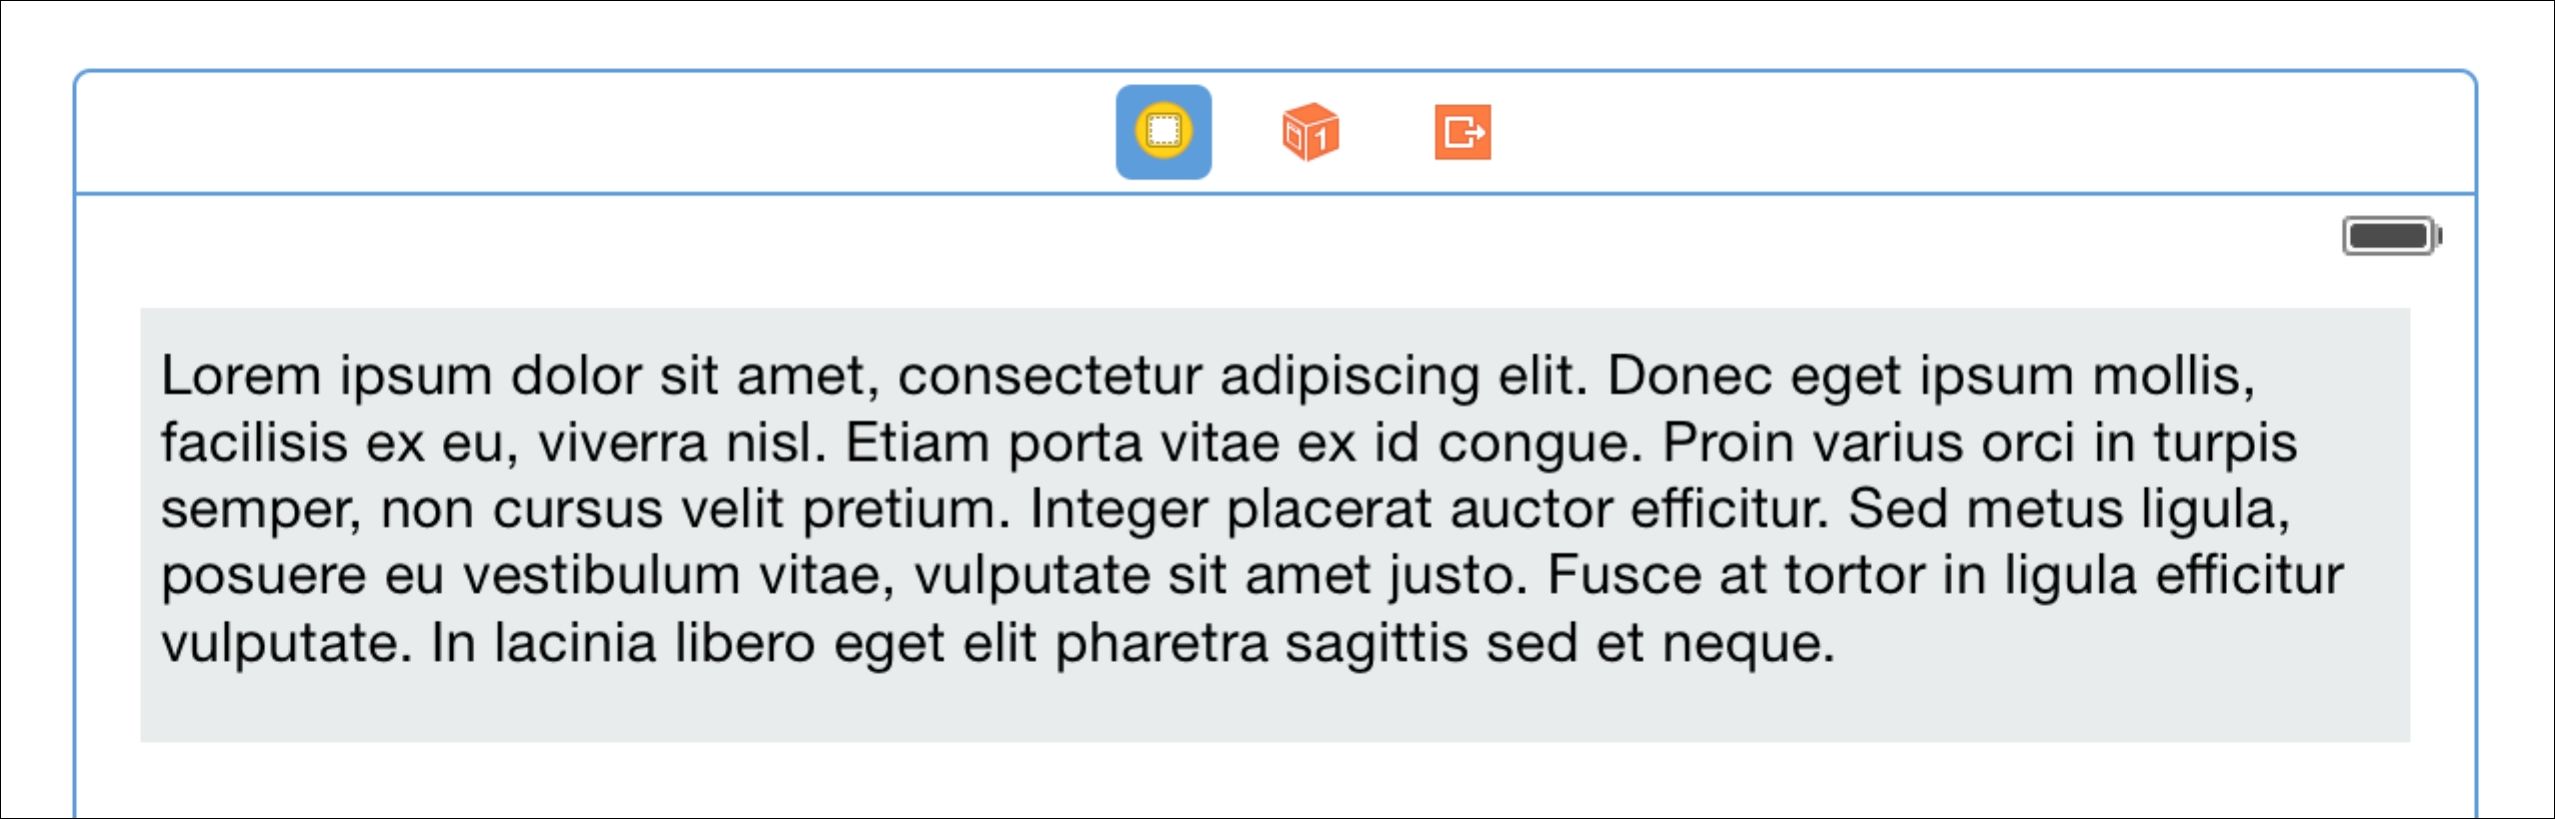 1
Lorem ipsum dolor sit amet, consectetur adipiscing elit. Donec eget ipsum mollis,
facilisis ex eu, viverra nisl. Etiam porta vitae ex id congue. Proin varius orci in turpis
semper, non cursus velit pretium. Integer placerat auctor efficitur. Sed metus ligula,
posuere eu vestibulum vitae, vulputate sit amet justo. Fusce at tortor in ligula efficitur
vulputate. In lacinia libero eget elit pharetra sagittis sed et neque.